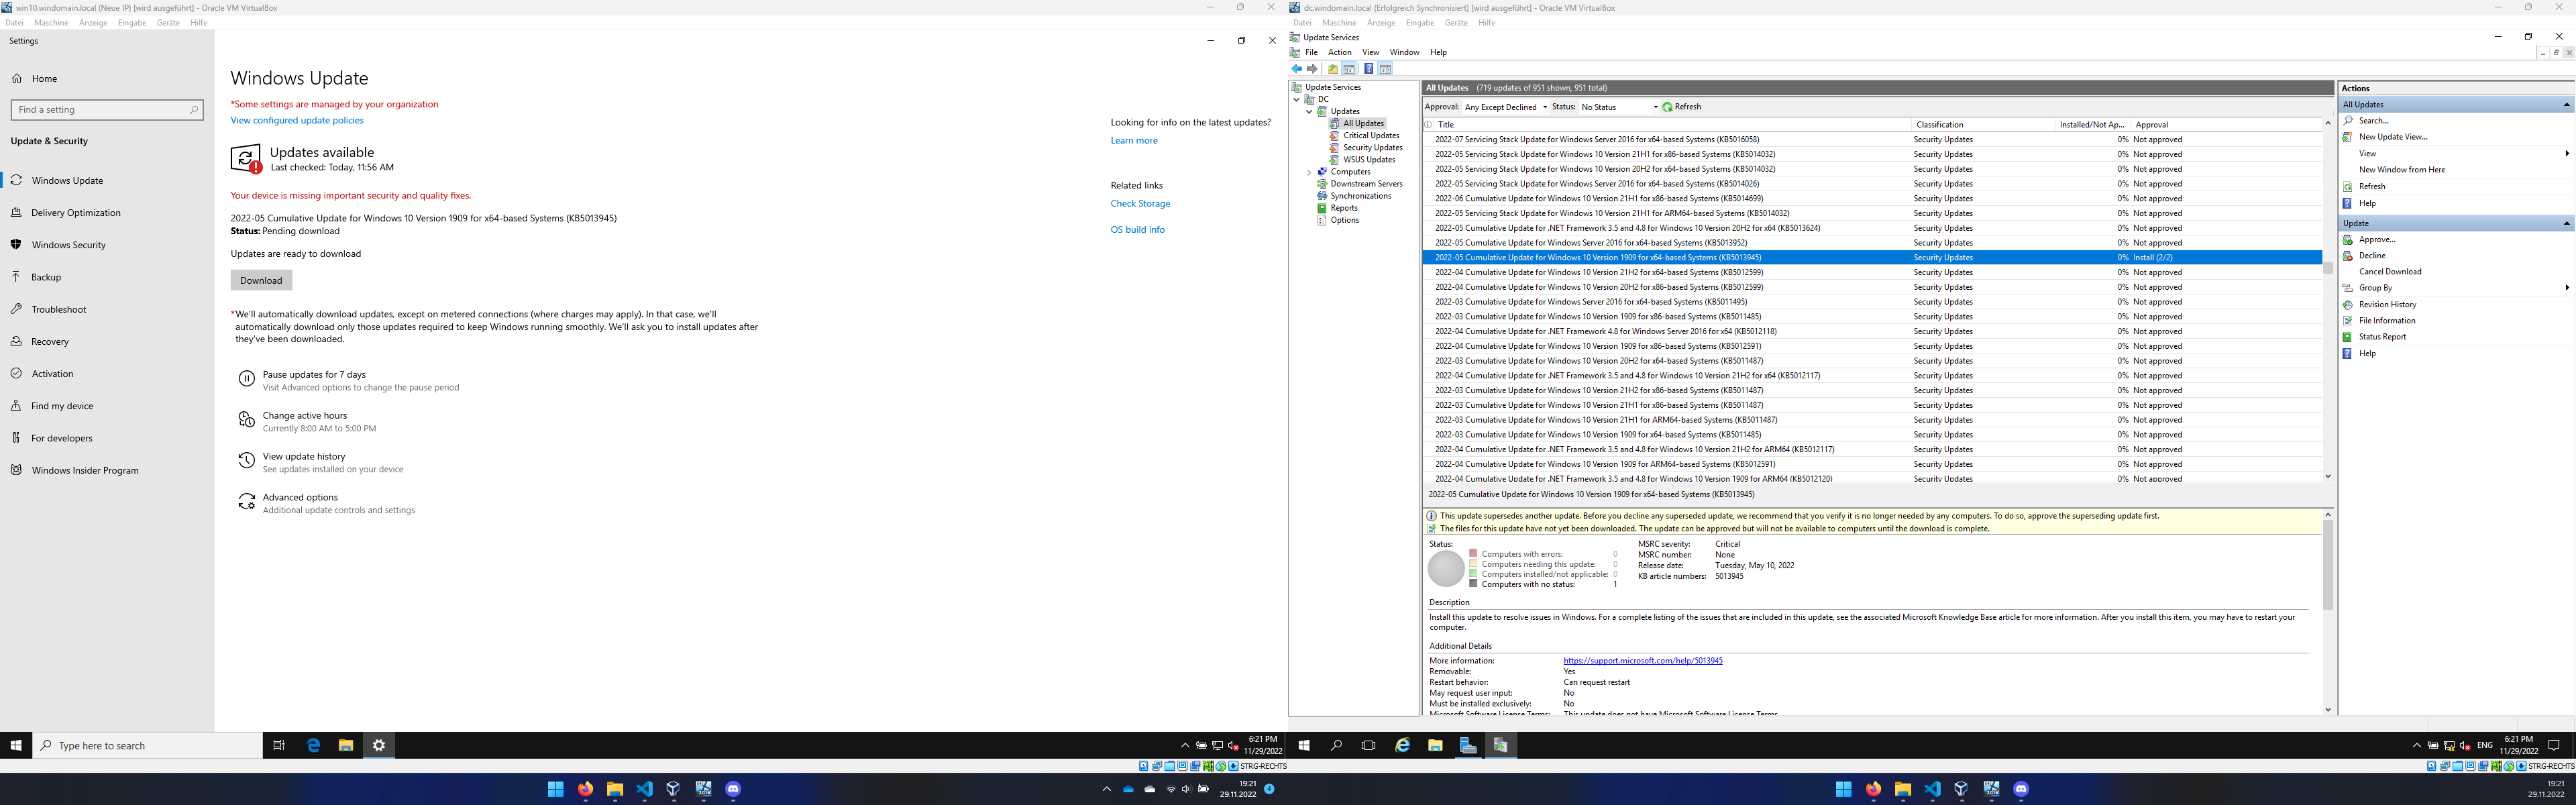 win10.windomain.local (Neue IP) [wird ausgeführt] - Oracle VM VirtualBox
Datei Maschine Anzeige Eingabe Geräte Hilfe
Settings
Home
Find a setting
Update & Security
Windows Update
Delivery Optimization
Windows Security
Backup
Troubleshoot
Recovery
Activation
Find my device
For developers
Windows Insider Program
Windows Update
*Some settings are managed by your organization
View configured update policies
Updates available
Last checked: Today, 11:56 AM
Your device is missing important security and quality fixes.
2022-05 Cumulative Update for Windows 10 Version 1909 for x64-based Systems (KB5013945)
Status: Pending download
Updates are ready to download
Download
*We'll automatically download updates, except on metered connections (where charges may apply). In that case, we'll
automatically download only those updates required to keep Windows running smoothly. We'll ask you to install updates after
they've been downloaded.
Pause updates for 7 days
Visit Advanced options to change the pause period
Change active hours
Currently 8:00 AM to 5:00 PM
View update history
See updates installed on your device
Advanced options
Additional update controls and settings
Looking for info on the latest updates?
Learn more
Related links
Check Storage
OS build info
Type here to search
6:21 PM
11/29/2022
STRG-RECHTS
19:21
29.11.2022
4
dc.windomain.local (Erfolgreich Synchronisiert) [wird ausgeführt] - Oracle VM VirtualBox
Datei Maschine Anzeige Eingabe Geräte Hilfe
Update Services
File Action View Window Help
Update Services
DC
Updates
All Updates
Critical Updates
Security Updates
WSUS Updates
Computers
Downstream Servers
Synchronizations
Reports
Options
All Updates (719 updates of 951 shown, 951 total)
Approval: Any Except Declined Status: No Status Refresh
Title Classification Installed/Not Ap... Approval
2022-07 Servicing Stack Update for Windows Server 2016 for x64-based Systems (KB5016058) Security Updates 0% Not approved
2022-05 Servicing Stack Update for Windows 10 Version 21H1 for x86-based Systems (KB5014032) Security Updates 0% Not approved
2022-05 Servicing Stack Update for Windows 10 Version 20H2 for x64-based Systems (KB5014032) Security Updates 0% Not approved
2022-05 Servicing Stack Update for Windows Server 2016 for x64-based Systems (KB5014026) Security Updates 0% Not approved
2022-06 Cumulative Update for Windows 10 Version 21H1 for x86-based Systems (KB5014699) Security Updates 0% Not approved
2022-05 Servicing Stack Update for Windows 10 Version 21H1 for ARM64-based Systems (KB5014032) Security Updates 0% Not approved
2022-05 Cumulative Update for .NET Framework 3.5 and 4.8 for Windows 10 Version 20H2 for x64 (KB5013624) Security Updates 0% Not approved
2022-05 Cumulative Update for Windows Server 2016 for x64-based Systems (KB5013952) Security Updates 0% Not approved
2022-05 Cumulative Update for Windows 10 Version 1909 for x64-based Systems (KB5013945) Security Updates 0% Install (2/2)
2022-04 Cumulative Update for Windows 10 Version 21H2 for x64-based Systems (KB5012599) Security Updates 0% Not approved
2022-04 Cumulative Update for Windows 10 Version 20H2 for x86-based Systems (KB5012599) Security Updates 0% Not approved
2022-03 Cumulative Update for Windows Server 2016 for x64-based Systems (KB5011495) Security Updates 0% Not approved
2022-03 Cumulative Update for Windows 10 Version 1909 for x86-based Systems (KB5011485) Security Updates 0% Not approved
2022-04 Cumulative Update for .NET Framework 4.8 for Windows Server 2016 for x64 (KB5012118) Security Updates 0% Not approved
2022-04 Cumulative Update for Windows 10 Version 1909 for x86-based Systems (KB5012591) Security Updates 0% Not approved
2022-03 Cumulative Update for Windows 10 Version 20H2 for x64-based Systems (KB5011487) Security Updates 0% Not approved
2022-04 Cumulative Update for .NET Framework 3.5 and 4.8 for Windows 10 Version 21H2 for x64 (KB5012117) Security Updates 0% Not approved
2022-03 Cumulative Update for Windows 10 Version 21H2 for x86-based Systems (KB5011487) Security Updates 0% Not approved
2022-03 Cumulative Update for Windows 10 Version 21H1 for x86-based Systems (KB5011487) Security Updates 0% Not approved
2022-03 Cumulative Update for Windows 10 Version 21H1 for ARM64-based Systems (KB5011487) Security Updates 0% Not approved
2022-03 Cumulative Update for Windows 10 Version 1909 for x64-based Systems (KB5011485) Security Updates 0% Not approved
2022-04 Cumulative Update for .NET Framework 3.5 and 4.8 for Windows 10 Version 21H2 for ARM64 (KB5012117) Security Updates 0% Not approved
2022-04 Cumulative Update for Windows 10 Version 1909 for ARM64-based Systems (KB5012591) Security Updates 0% Not approved
2022-04 Cumulative Update for .NET Framework 3.5 and 4.8 for Windows 10 Version 1909 for ARM64 (KB5012120) Security Updates 0% Not approved
2022-05 Cumulative Update for Windows 10 Version 1909 for x64-based Systems (KB5013945)
This update supersedes another update. Before you decline any superseded update, we recommend that you verify it is no longer needed by any computers. To do so, approve the superseding update first.
The files for this update have not yet been downloaded. The update can be approved but will not be available to computers until the download is complete.
Status:
Computers with errors: 0
Computers needing this update: 0
Computers installed/not applicable: 0
Computers with no status: 1
MSRC severity: Critical
MSRC number: None
Release date: Tuesday, May 10, 2022
KB article numbers: 5013945
Description
Install this update to resolve issues in Windows. For a complete listing of the issues that are included in this update, see the associated Microsoft Knowledge Base article for more information. After you install this item, you may have to restart your
computer.
Additional Details
More information: https://support.microsoft.com/help/5013945
Removable: Yes
Restart behavior: Can request restart
May request user input: No
Must be installed exclusively: No
Microsoft Software License Terms: This update does not have Microsoft Software License Terms
Actions
All Updates
Search...
New Update View...
View
New Window from Here
Refresh
Help
Update
Approve...
Decline
Cancel Download
Group By
Revision History
File Information
Status Report
Help
ENG
6:21 PM
11/29/2022
STRG-RECHTS
19:21
29.11.2022